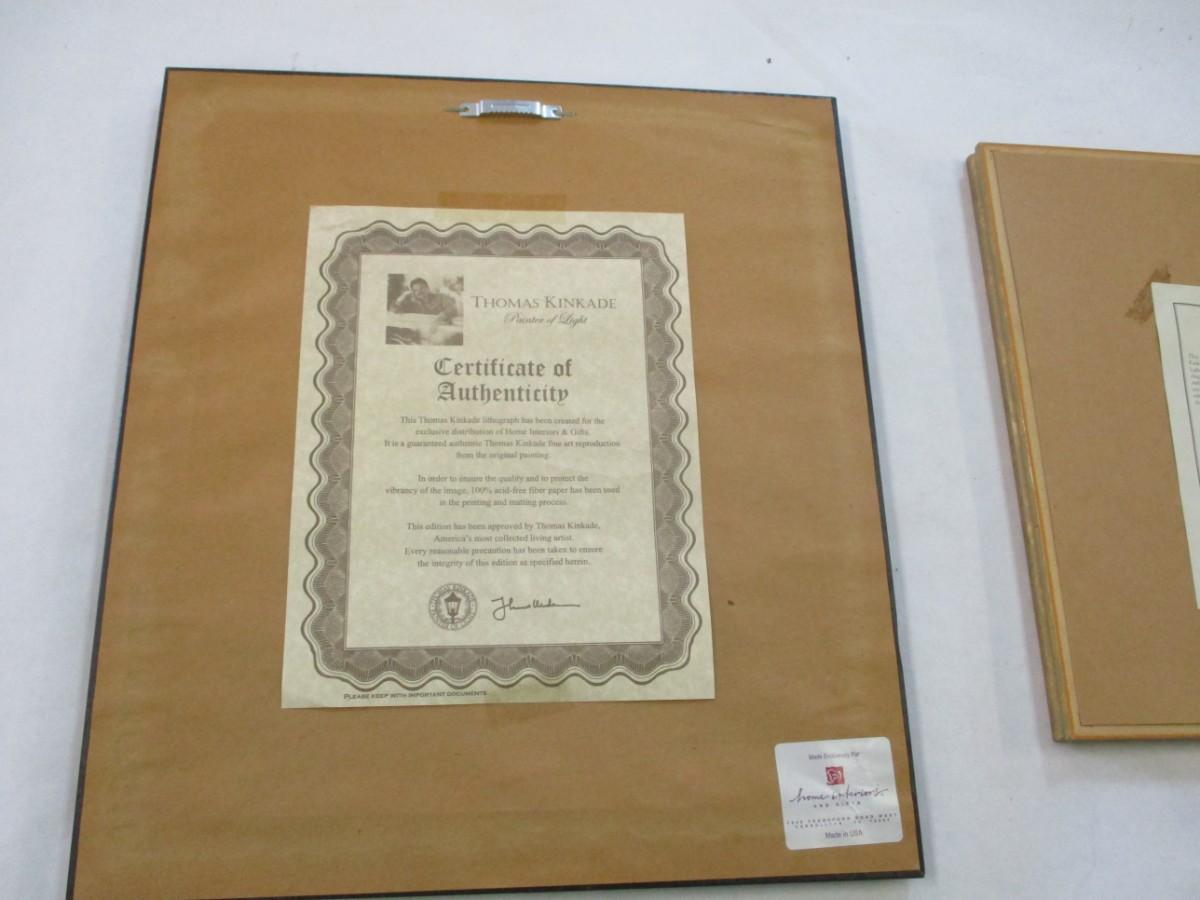 THOMAS KINKADE
Painter of Light
Certificate of
Authenticity
This Thomas Kinkade lithograph has been created for the
exclusive distribution of Home Interiors & Gifts.
It is a guaranteed authentic Thomas Kinkade fine art reproduction
from the original painting.
In order to ensure the quality and to protect the
vibrancy of the image, 100% acid-free fiber paper has been used
in the printing and matting process.
This edition has been approved by Thomas Kinkade,
America's most collected living artist.
Every reasonable precaution has been taken to ensure
the integrity of this edition as specified herein.
THOMAS KINKADE
PLEASE KEEP WITH IMPORTANT DOCUMENTS
Made Exclusively For
home interiors
AND GIFTS
Made in USA